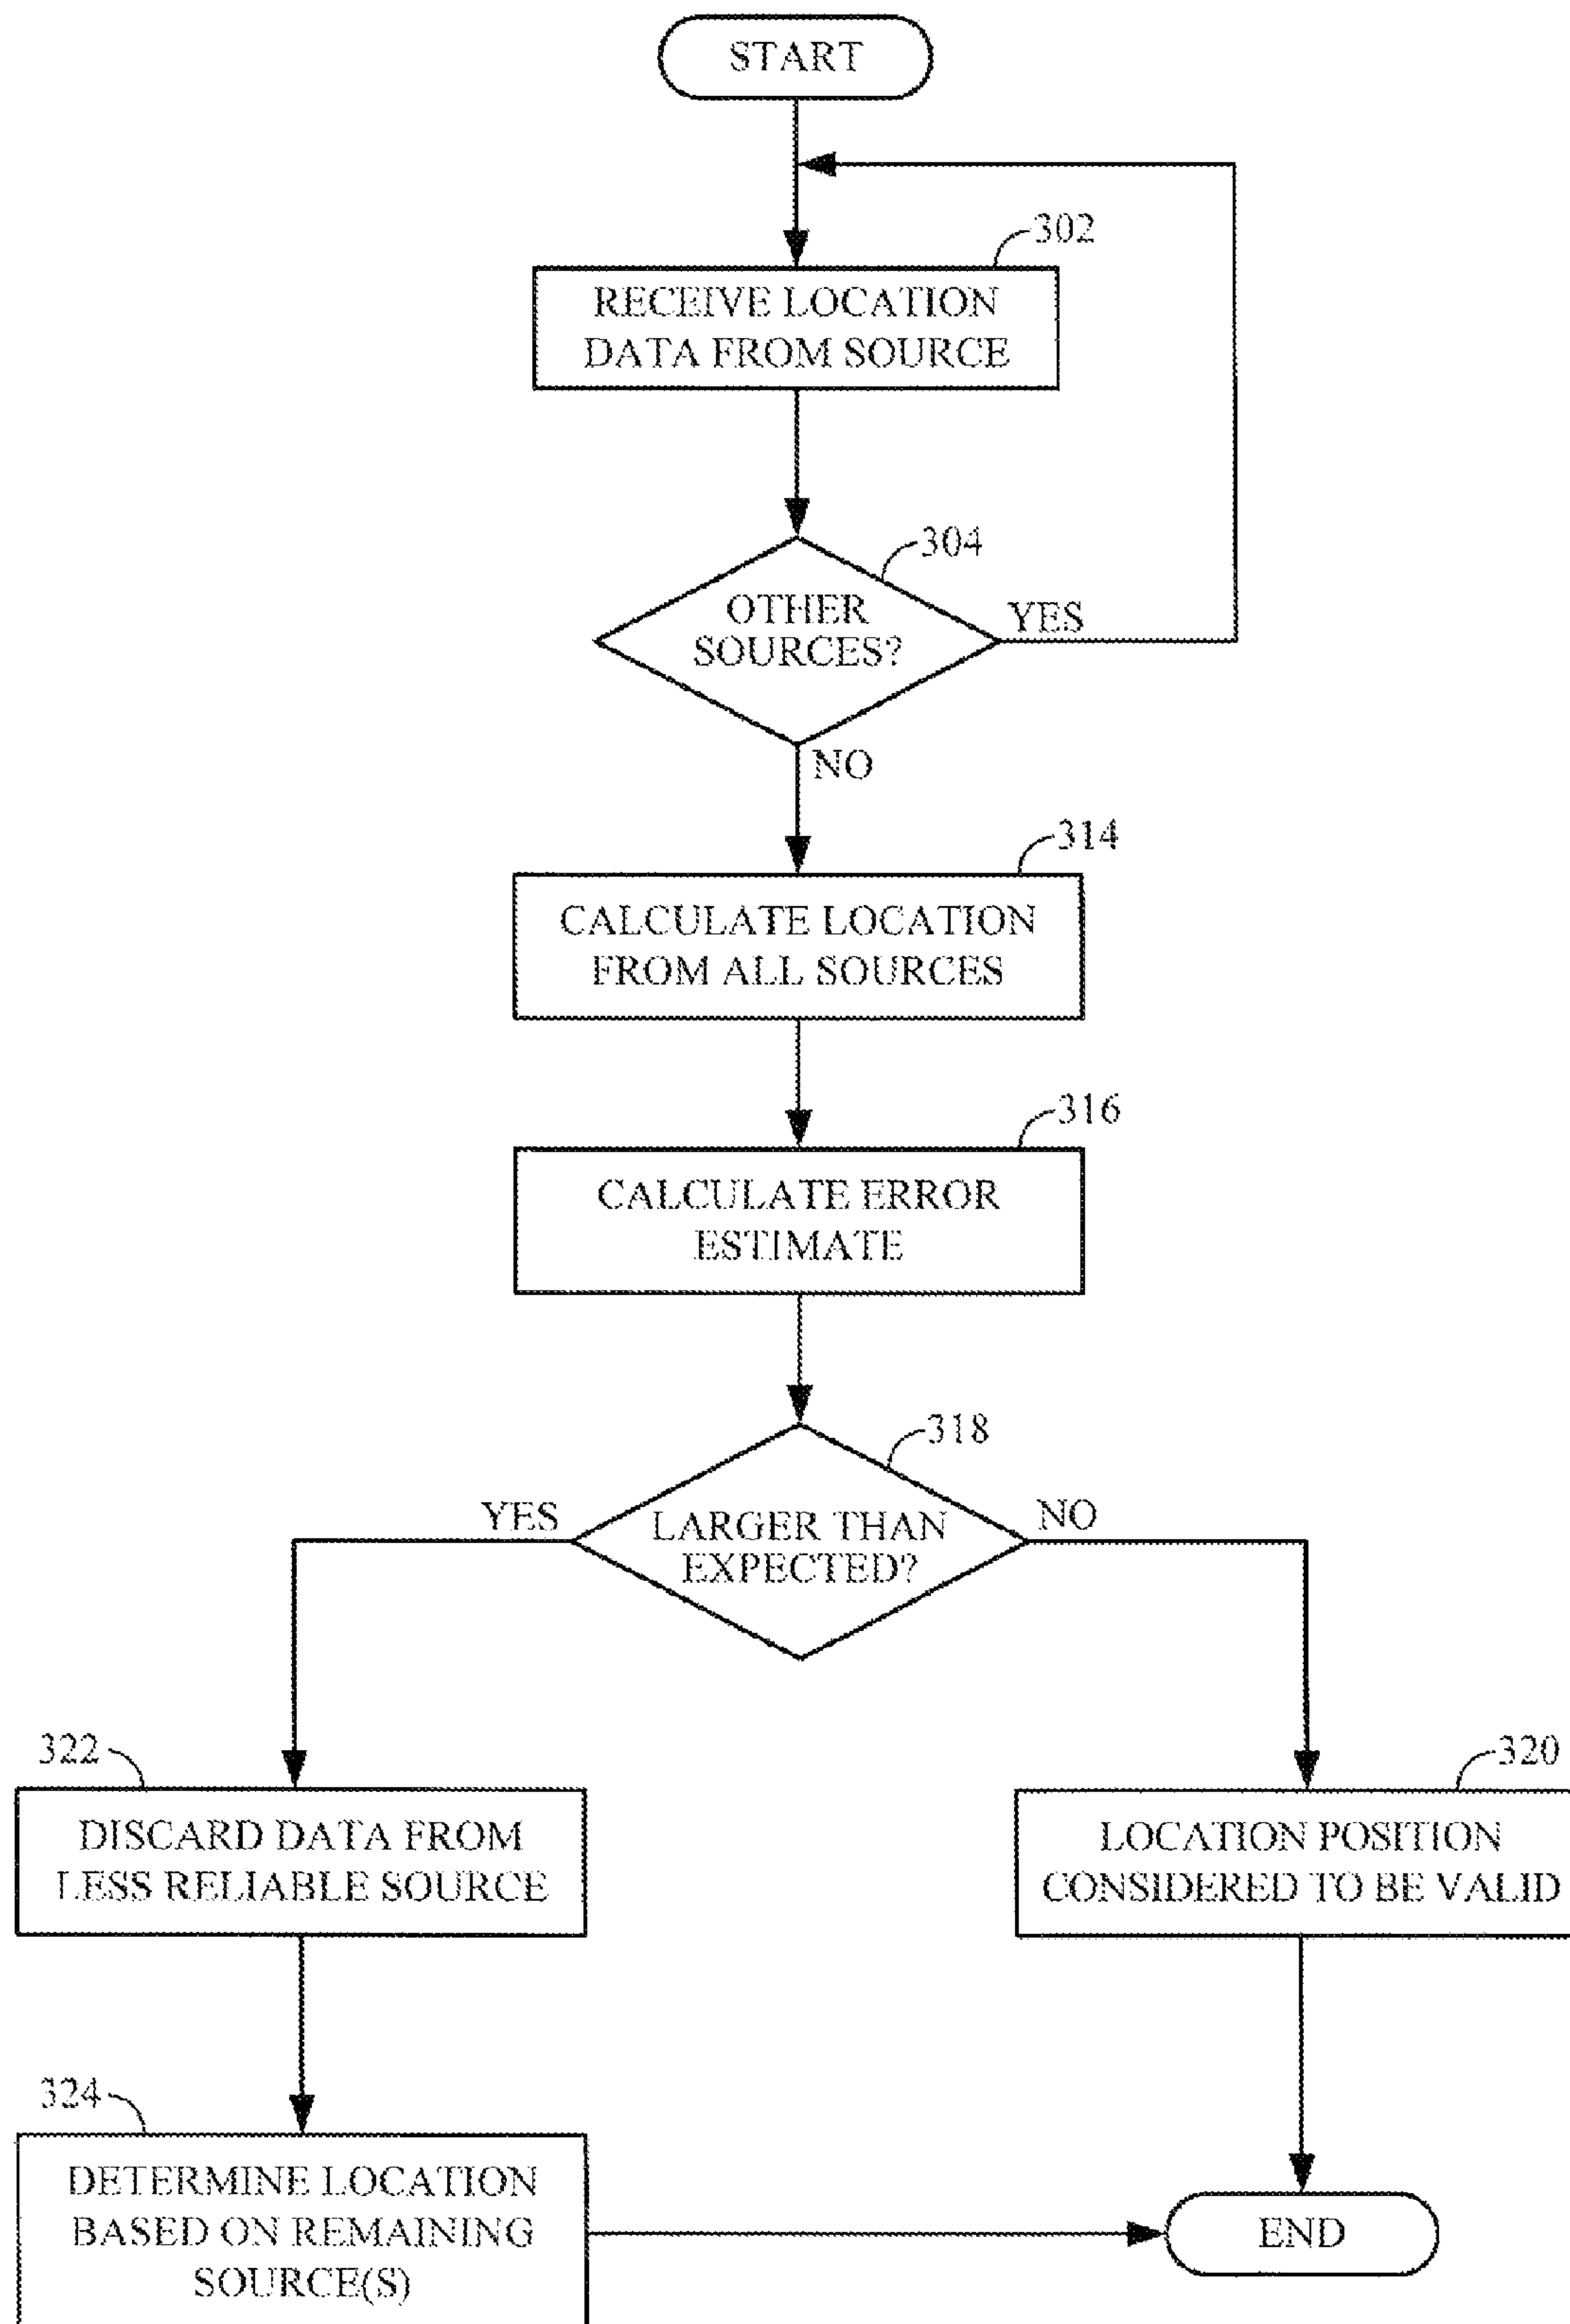 START
302
RECEIVE LOCATION
DATA FROM SOURCE
304
OTHER
SOURCES?
YES
NO
314
CALCULATE LOCATION
FROM ALL SOURCES
316
CALCULATE ERROR
ESTIMATE
318
YES
LARGER THAN
EXPECTED?
NO
322
DISCARD DATA FROM
LESS RELIABLE SOURCE
320
LOCATION POSITION
CONSIDERED TO BE VALID
324
DETERMINE LOCATION
BASED ON REMAINING
SOURCE(S)
END